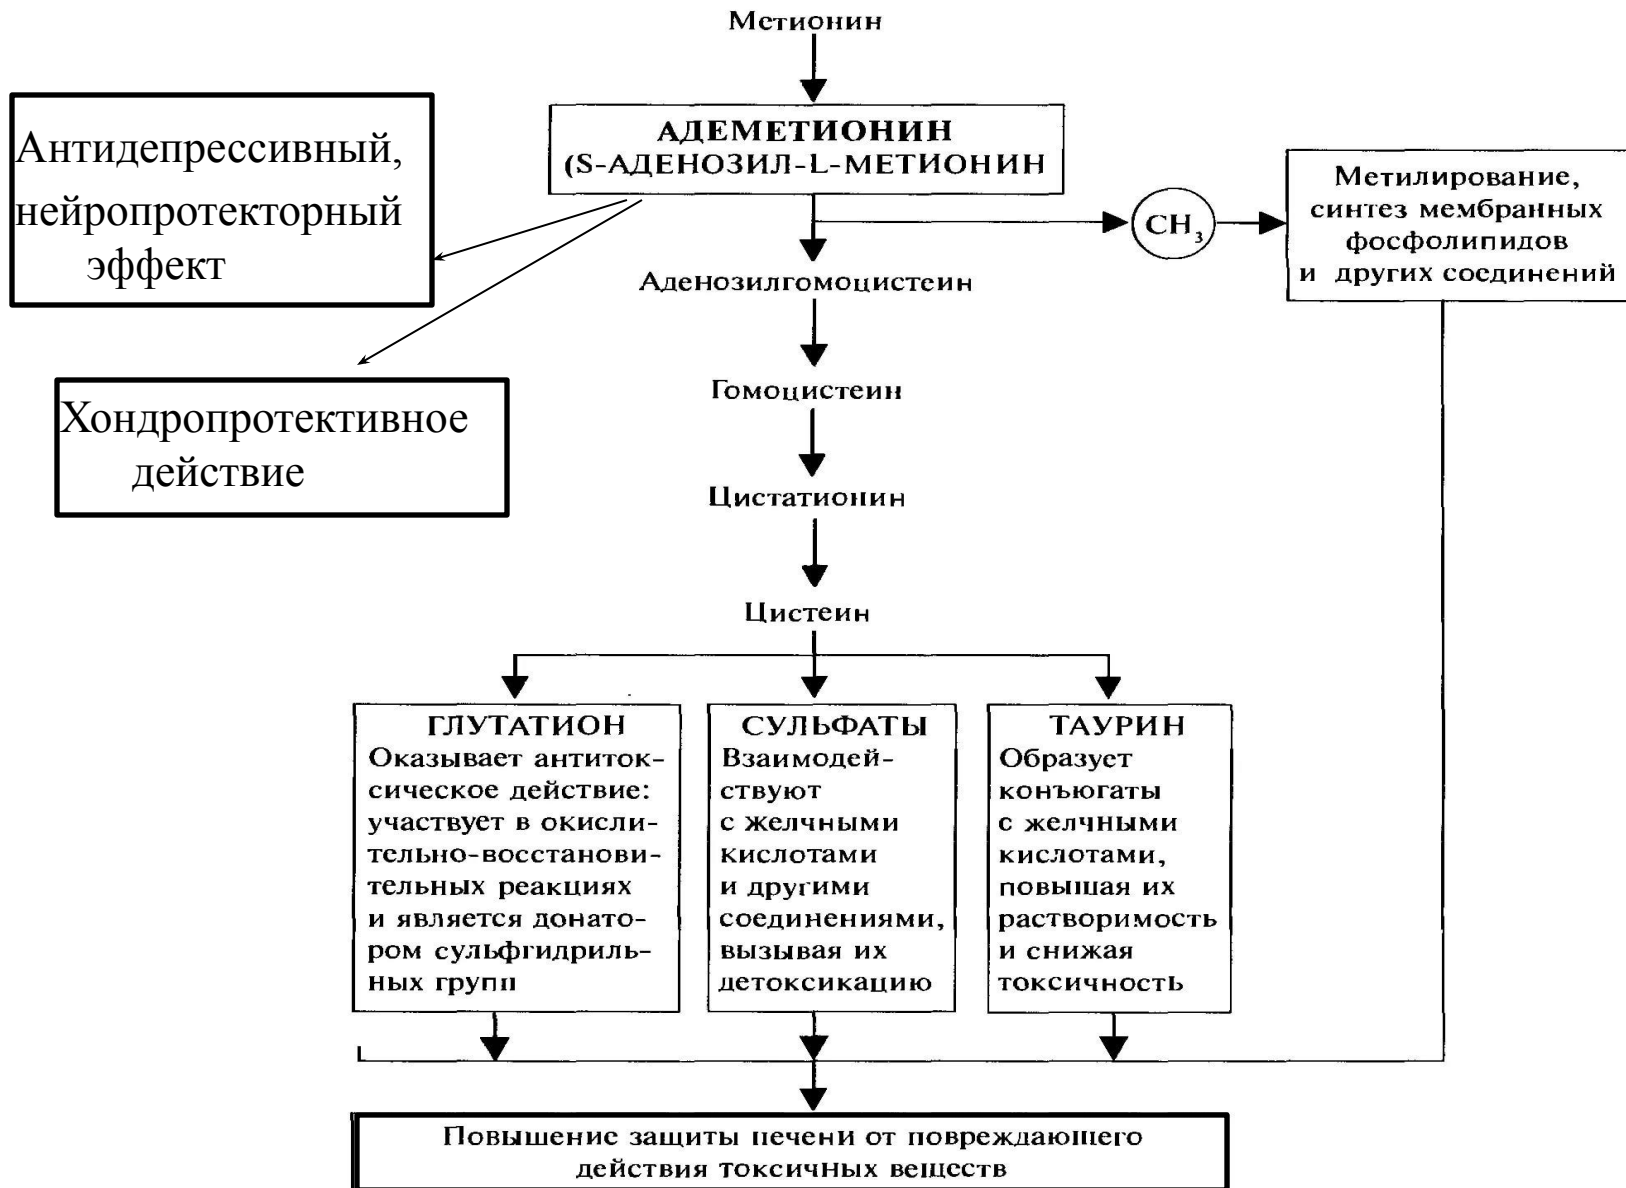 Метионин
АДЕМЕТИОНИН
(S-АДЕНОЗИЛ-L-МЕТИОНИН
Антидепрессивный,
нейропротекторный
эффект
CH₃
Метилирование,
синтез мембранных
фосфолипидов
и других соединений
Аденозилгомоцистеин
Хондропротективное
действие
Гомоцистеин
Цистатионин
Цистеин
ГЛУТАТИОН
Оказывает антиток-
сическое действие:
участвует в окисли-
тельно-восстанови-
тельных реакциях
и является донато-
ром сульфгидриль-
ных групп
СУЛЬФАТЫ
Взаимодей-
ствуют
с желчными
кислотами
и другими
соединениями,
вызывая их
детоксикацию
ТАУРИН
Образует
конъюгаты
с желчными
кислотами,
повышая их
растворимость
и снижая
токсичность
Повышение защиты печени от повреждающего
действия токсичных веществ